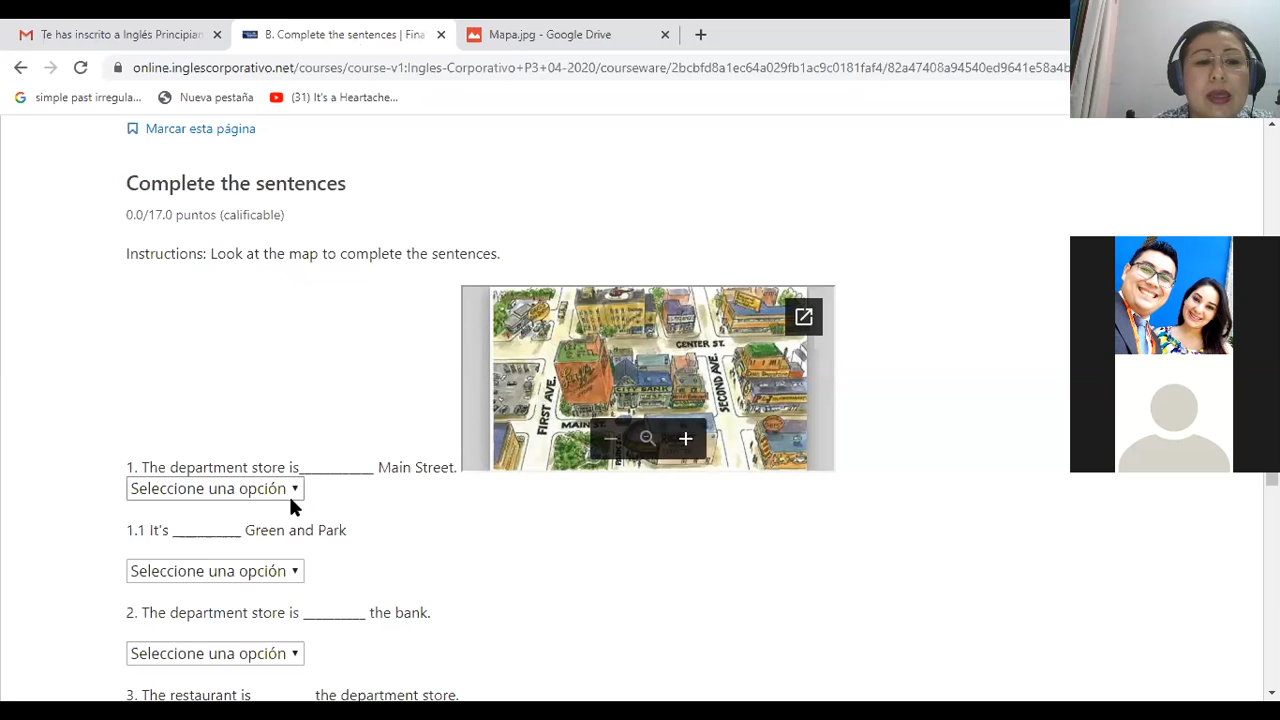 Te has inscrito a Inglés Principian
B. Complete the sentences | Fina
Mapa.jpg - Google Drive
online.inglescorporativo.net/courses/course-v1:Ingles-Corporativo+P3+04-2020/courseware/2bcbfd8a1ec64a029fb1ac9c0181faf4/82a47408a94540ed9641e58a4b
simple past irregula...
Nueva pestaña
(31) It's a Heartache...
Marcar esta página
Complete the sentences
0.0/17.0 puntos (calificable)
Instructions: Look at the map to complete the sentences.
CENTER ST.
FIRST AVE.
SECOND AVE.
MAIN ST.
1. The department store is____________ Main Street.
Seleccione una opción
1.1 It's __________ Green and Park
Seleccione una opción
2. The department store is _________ the bank.
Seleccione una opción
3. The restaurant is _________ the department store.